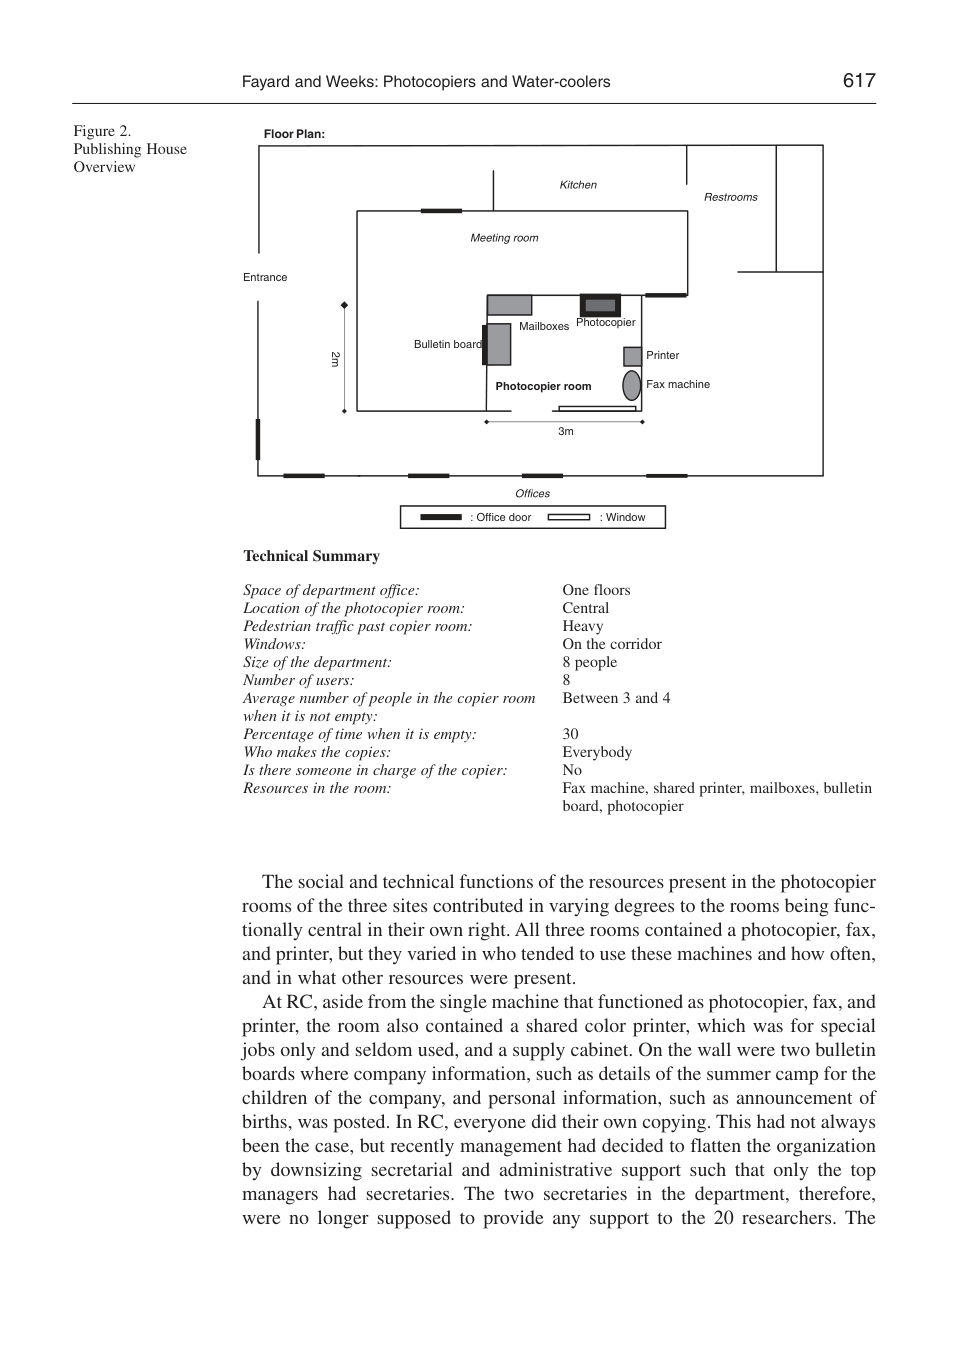 Fayard and Weeks: Photocopiers and Water-coolers 617
Figure 2.
Publishing House
Overview
Floor Plan:
Kitchen
Restrooms
Meeting room
Entrance
Mailboxes
Photocopier
Bulletin board
2m
Printer
Photocopier room
Fax machine
3m
Offices
: Office door : Window
Technical Summary
Space of department office: One floors
Location of the photocopier room: Central
Pedestrian traffic past copier room: Heavy
Windows: On the corridor
Size of the department: 8 people
Number of users: 8
Average number of people in the copier room Between 3 and 4
when it is not empty:
Percentage of time when it is empty: 30
Who makes the copies: Everybody
Is there someone in charge of the copier: No
Resources in the room: Fax machine, shared printer, mailboxes, bulletin
board, photocopier
The social and technical functions of the resources present in the photocopier
rooms of the three sites contributed in varying degrees to the rooms being func-
tionally central in their own right. All three rooms contained a photocopier, fax,
and printer, but they varied in who tended to use these machines and how often,
and in what other resources were present.
At RC, aside from the single machine that functioned as photocopier, fax, and
printer, the room also contained a shared color printer, which was for special
jobs only and seldom used, and a supply cabinet. On the wall were two bulletin
boards where company information, such as details of the summer camp for the
children of the company, and personal information, such as announcement of
births, was posted. In RC, everyone did their own copying. This had not always
been the case, but recently management had decided to flatten the organization
by downsizing secretarial and administrative support such that only the top
managers had secretaries. The two secretaries in the department, therefore,
were no longer supposed to provide any support to the 20 researchers. The